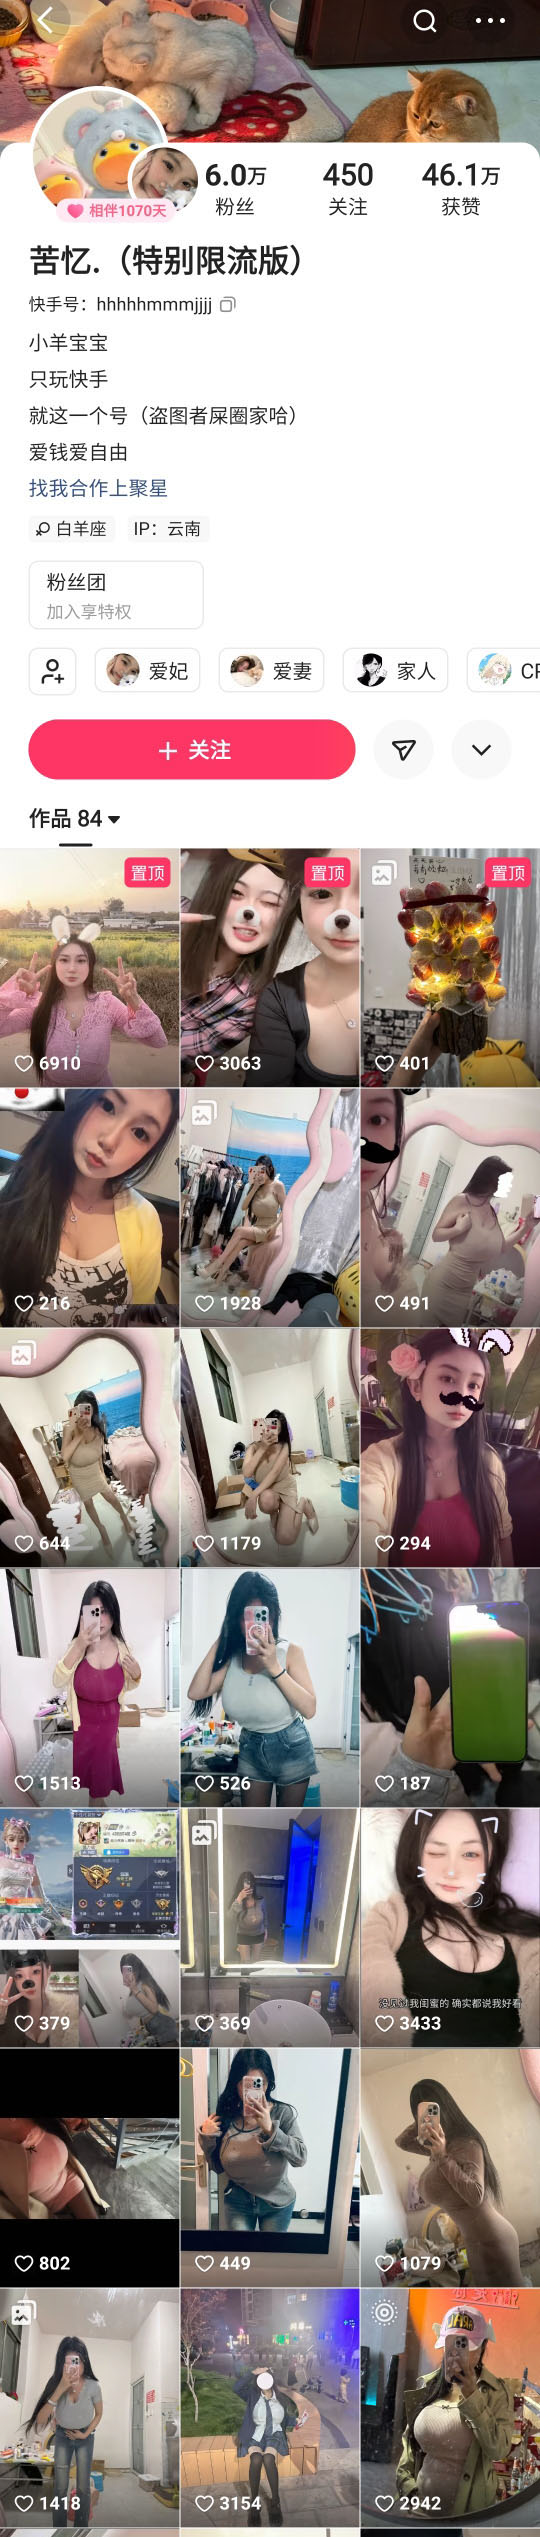 6.0万
450
46.1万
粉丝
关注
获赞
相伴1070天
苦忆.（特别限流版）
快手号：hhhhhmmmjjjj
小羊宝宝
只玩快手
就这一个号（盗图者屎圈家哈）
爱钱爱自由
找我合作上聚星
白羊座
IP：云南
粉丝团
加入享特权
爱妃
爱妻
家人
CP
+ 关注
作品 84
置顶
置顶
置顶
6910
3063
401
216
1928
491
644
1179
294
1513
526
187
没见过我闺蜜的 确实都说我好看
379
369
3433
802
449
1079
1418
3154
2942